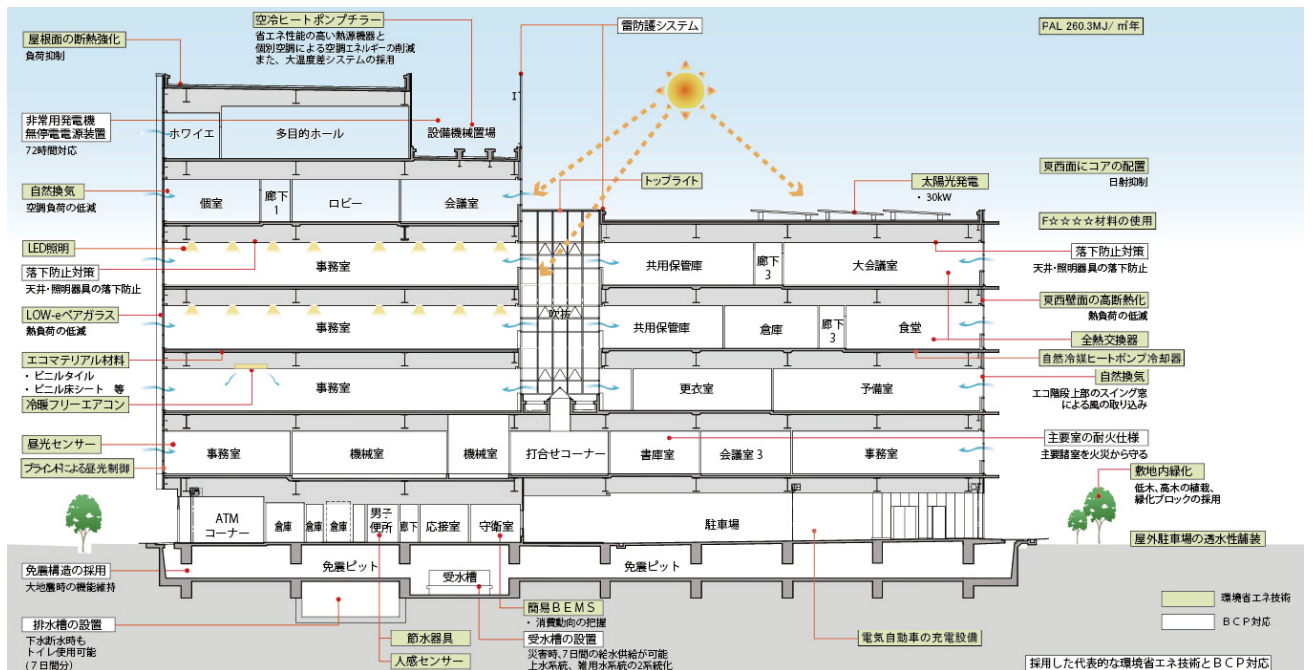 空冷ヒートポンプチラー
省エネ性能の高い熱源機器と
個別空調による空調エネルギーの削減
また、大温度差システムの採用
雷防護システム
PAL 260.3MJ/㎡年
屋根面の断熱強化
負荷抑制
非常用発電機
無停電電源装置
72時間対応
ホワイエ
多目的ホール
設備機械置場
東西面にコアの配置
日射抑制
自然換気
空調負荷の低減
個室
廊下
1
ロビー
会議室
トップライト
太陽光発電
・30kW
F☆☆☆☆材料の使用
LED照明
落下防止対策
天井・照明器具の落下防止
事務室
共用保管庫
廊下
3
大会議室
落下防止対策
天井・照明器具の落下防止
LOW-eペアガラス
熱負荷の低減
事務室
吹抜
共用保管庫
倉庫
廊下
3
食堂
東西壁面の高断熱化
熱負荷の低減
全熱交換器
自然冷媒ヒートポンプ冷却器
エコマテリアル材料
・ビニルタイル
・ビニル床シート 等
冷暖フリーエアコン
事務室
更衣室
予備室
自然換気
エコ階段上部のスイング窓
による風の取り込み
昼光センサー
ブラインドによる昼光制御
事務室
機械室
機械室
打合せコーナー
書庫室
会議室3
事務室
主要室の耐火仕様
主要諸室を火災から守る
敷地内緑化
低木、高木の植栽、
緑化ブロックの採用
ATM
コーナー
倉庫
倉庫
倉庫
男子
便所
廊下
応接室
守衛室
駐車場
屋外駐車場の透水性舗装
免震構造の採用
大地震時の機能維持
免震ピット
受水槽
免震ピット
排水槽の設置
下水断水時も
トイレ使用可能
(7日間分)
節水器具
人感センサー
簡易BEMS
・消費動向の把握
受水槽の設置
災害時、7日間の給水供給が可能
上水系統、雑用水系統の2系統化
電気自動車の充電設備
環境省エネ技術
BCP対応
採用した代表的な環境省エネ技術とBCP対応